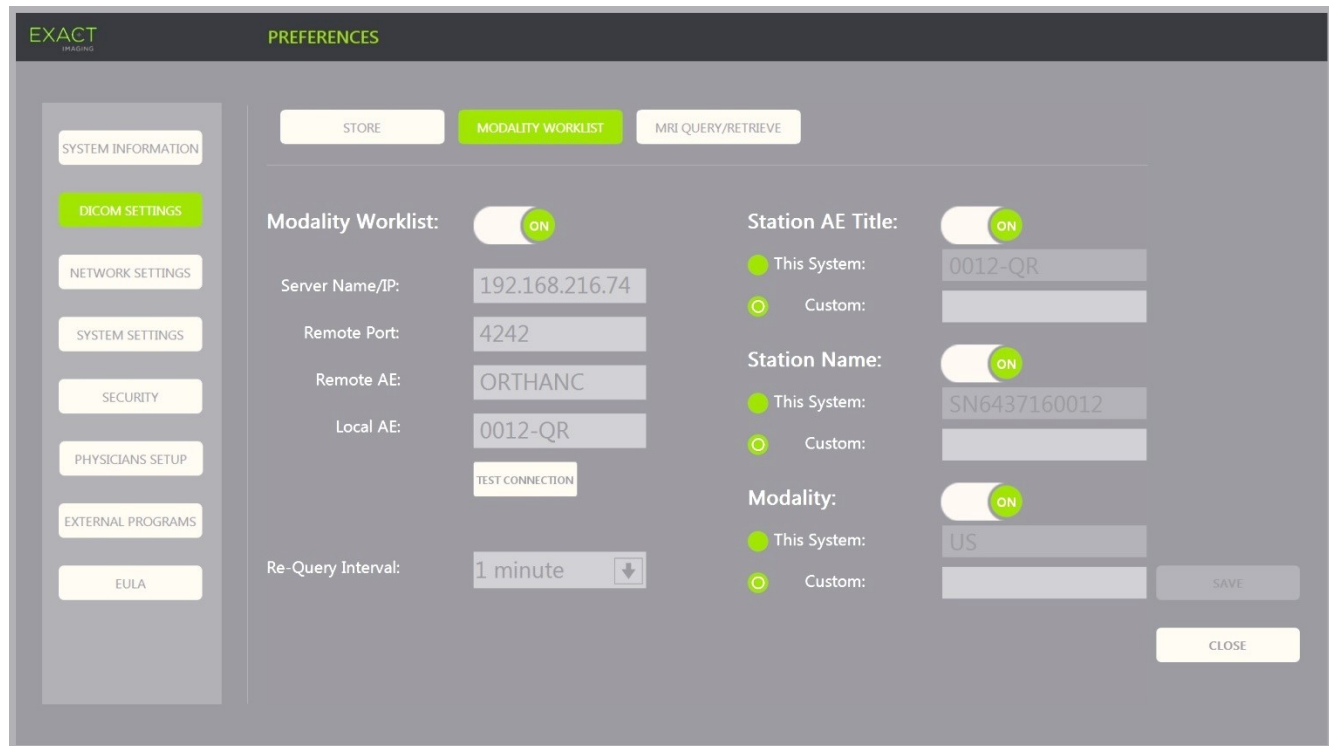 EXACT
IMAGING
PREFERENCES
STORE
MODALITY WORKLIST
MRI QUERY/RETRIEVE
SYSTEM INFORMATION
DICOM SETTINGS
NETWORK SETTINGS
SYSTEM SETTINGS
SECURITY
PHYSICIANS SETUP
EXTERNAL PROGRAMS
EULA
Modality Worklist: ON
Server Name/IP: 192.168.216.74
Remote Port: 4242
Remote AE: ORTHANC
Local AE: 0012-QR
TEST CONNECTION
Re-Query Interval: 1 minute
Station AE Title: ON
This System: 0012-QR
Custom:
Station Name: ON
This System: SN6437160012
Custom:
Modality: ON
This System: US
Custom:
SAVE
CLOSE